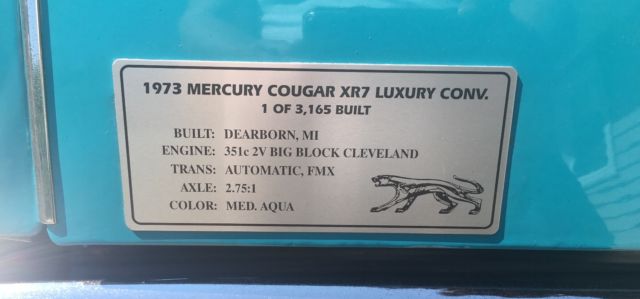 1973 MERCURY COUGAR XR7 LUXURY CONV.
1 OF 3,165 BUILT
BUILT: DEARBORN, MI
ENGINE: 351c 2V BIG BLOCK CLEVELAND
TRANS: AUTOMATIC, FMX
AXLE: 2.75:1
COLOR: MED. AQUA